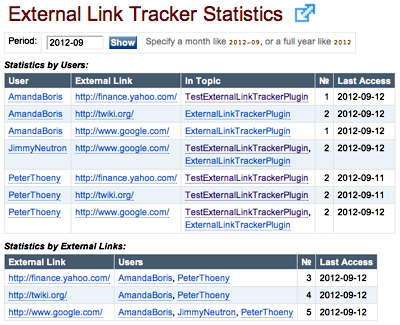 External Link Tracker Statistics
Period: 2012-09 Show Specify a month like 2012-09, or a full year like 2012
Statistics by Users:
User External Link In Topic № Last Access
AmandaBoris http://finance.yahoo.com/ TestExternalLinkTrackerPlugin 1 2012-09-12
AmandaBoris http://twiki.org/ ExternalLinkTrackerPlugin 2 2012-09-12
AmandaBoris http://www.google.com/ ExternalLinkTrackerPlugin 1 2012-09-12
JimmyNeutron http://www.google.com/ TestExternalLinkTrackerPlugin, 2 2012-09-12
ExternalLinkTrackerPlugin
PeterThoeny http://finance.yahoo.com/ TestExternalLinkTrackerPlugin 2 2012-09-11
PeterThoeny http://twiki.org/ TestExternalLinkTrackerPlugin 2 2012-09-11
PeterThoeny http://www.google.com/ TestExternalLinkTrackerPlugin, 2 2012-09-12
ExternalLinkTrackerPlugin
Statistics by External Links:
External Link Users № Last Access
http://finance.yahoo.com/ AmandaBoris, PeterThoeny 3 2012-09-12
http://twiki.org/ AmandaBoris, PeterThoeny 4 2012-09-12
http://www.google.com/ AmandaBoris, JimmyNeutron, PeterThoeny 5 2012-09-12